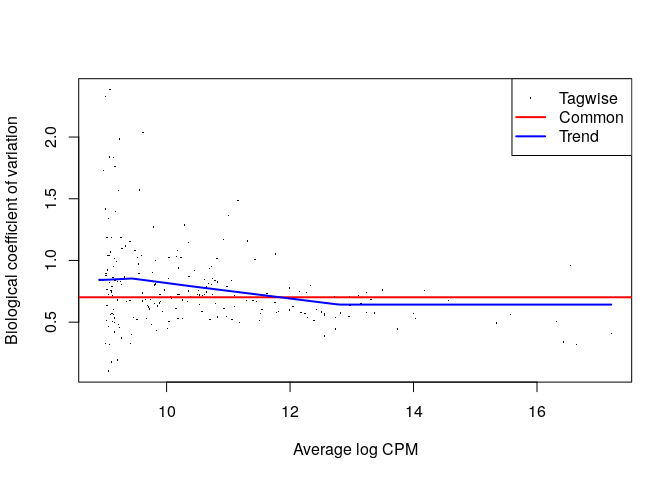 Tagwise
Common
Trend
Biological coefficient of variation
2.0
1.5
1.0
0.5
10
12
14
16
Average log CPM